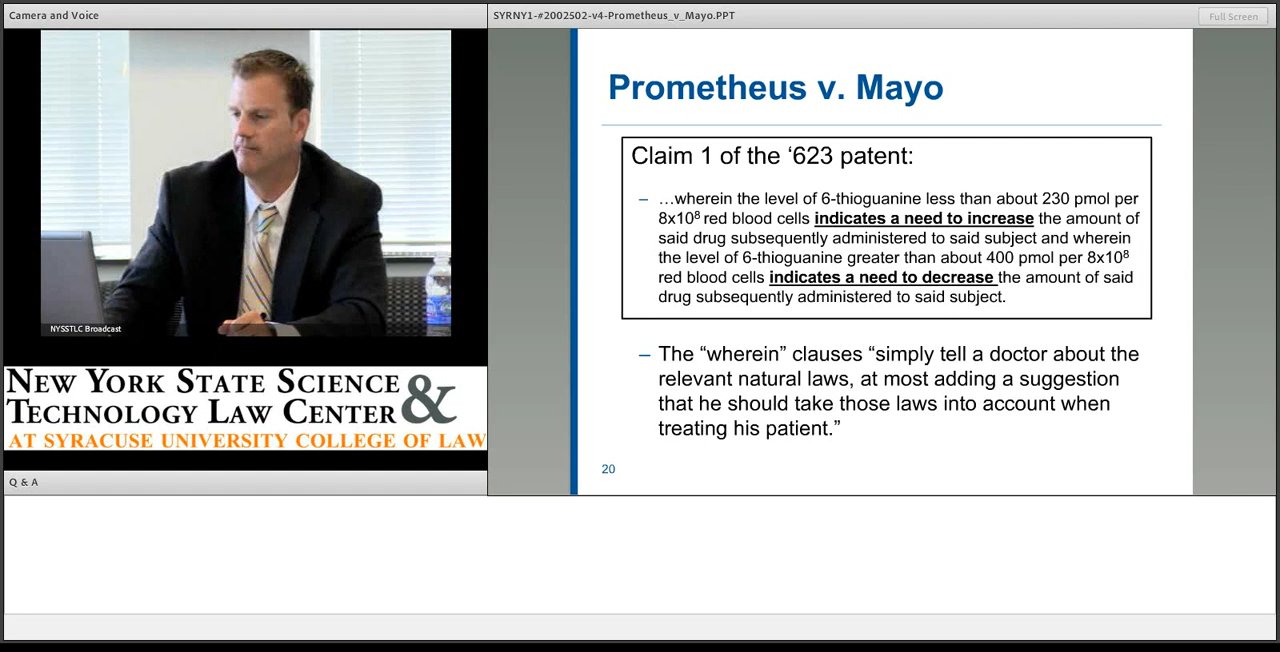 Camera and Voice
NYSSTLC Broadcast
NEW YORK STATE SCIENCE &
TECHNOLOGY LAW CENTER
AT SYRACUSE UNIVERSITY COLLEGE OF LAW
Q & A
SYRNY1-#2002502-v4-Prometheus_v_Mayo.PPT
Full Screen
Prometheus v. Mayo
Claim 1 of the ‘623 patent:
– …wherein the level of 6-thioguanine less than about 230 pmol per
8x10⁸ red blood cells indicates a need to increase the amount of
said drug subsequently administered to said subject and wherein
the level of 6-thioguanine greater than about 400 pmol per 8x10⁸
red blood cells indicates a need to decrease the amount of said
drug subsequently administered to said subject.
– The “wherein” clauses “simply tell a doctor about the
relevant natural laws, at most adding a suggestion
that he should take those laws into account when
treating his patient.”
20